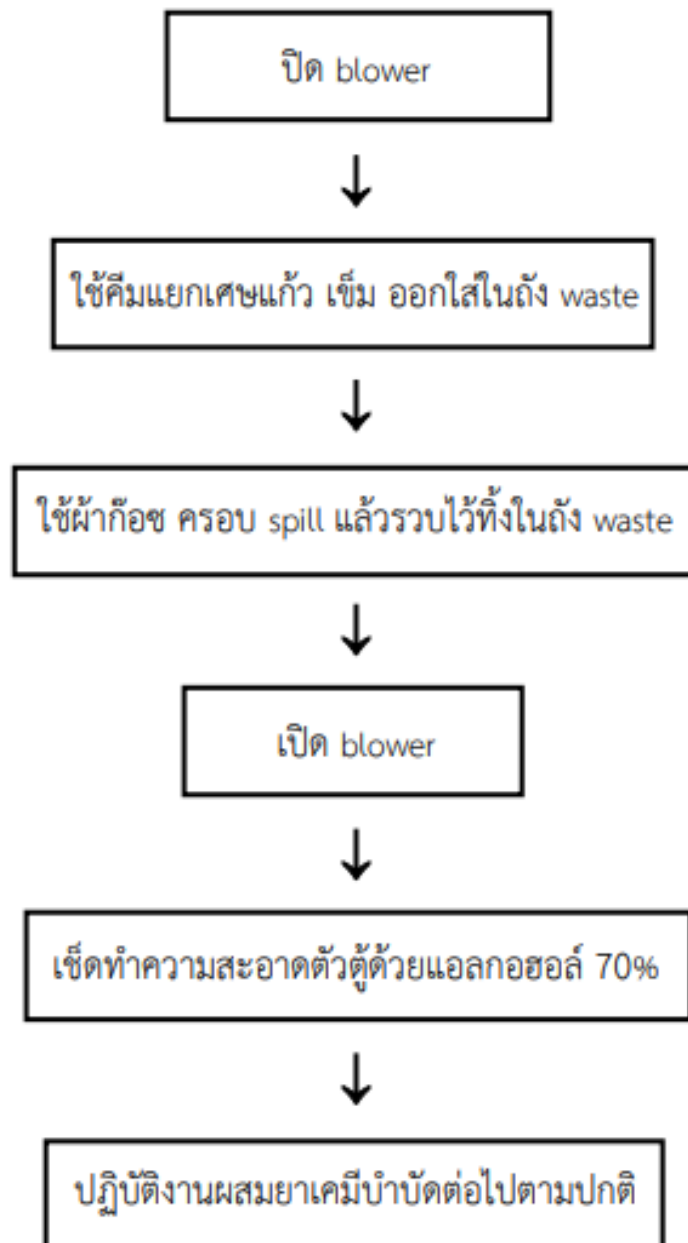 ปิด blower
ใช้คีมแยกเศษแก้ว เข็ม ออกใส่ในถัง waste
ใช้ผ้าก๊อซ ครอบ spill แล้วรวบไว้ทิ้งในถัง waste
เปิด blower
เช็ดทำความสะอาดตัวตู้ด้วยแอลกอฮอล์ 70%
ปฏิบัติงานผสมยาเคมีบำบัดต่อไปตามปกติ